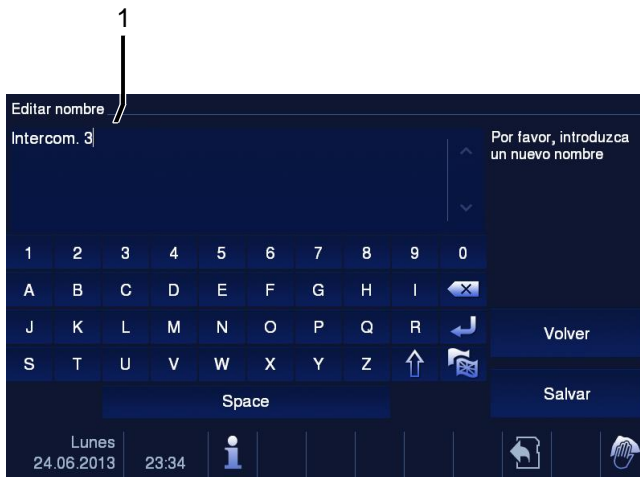 1
Editar nombre
Intercom. 3
Por favor, introduzca
un nuevo nombre
1 2 3 4 5 6 7 8 9 0
A B C D E F G H I
J K L M N O P Q R
Volver
S T U V W X Y Z
Space
Salvar
Lunes
24.06.2013 23:34